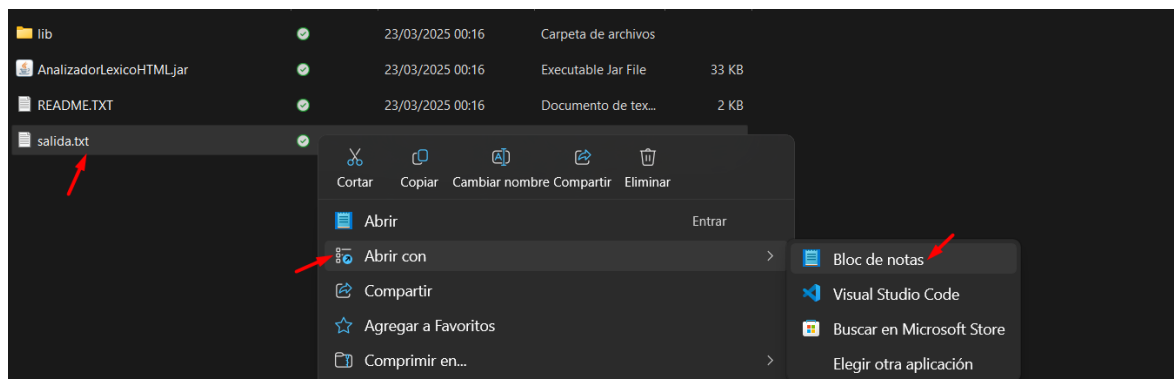 lib 23/03/2025 00:16 Carpeta de archivos
AnalizadorLexicoHTML.jar 23/03/2025 00:16 Executable Jar File 33 KB
README.TXT 23/03/2025 00:16 Documento de tex... 2 KB
salida.txt
Cortar Copiar Cambiar nombre Compartir Eliminar
Abrir Entrar
Abrir con
Bloc de notas
Compartir
Visual Studio Code
Agregar a Favoritos
Buscar en Microsoft Store
Comprimir en...
Elegir otra aplicación